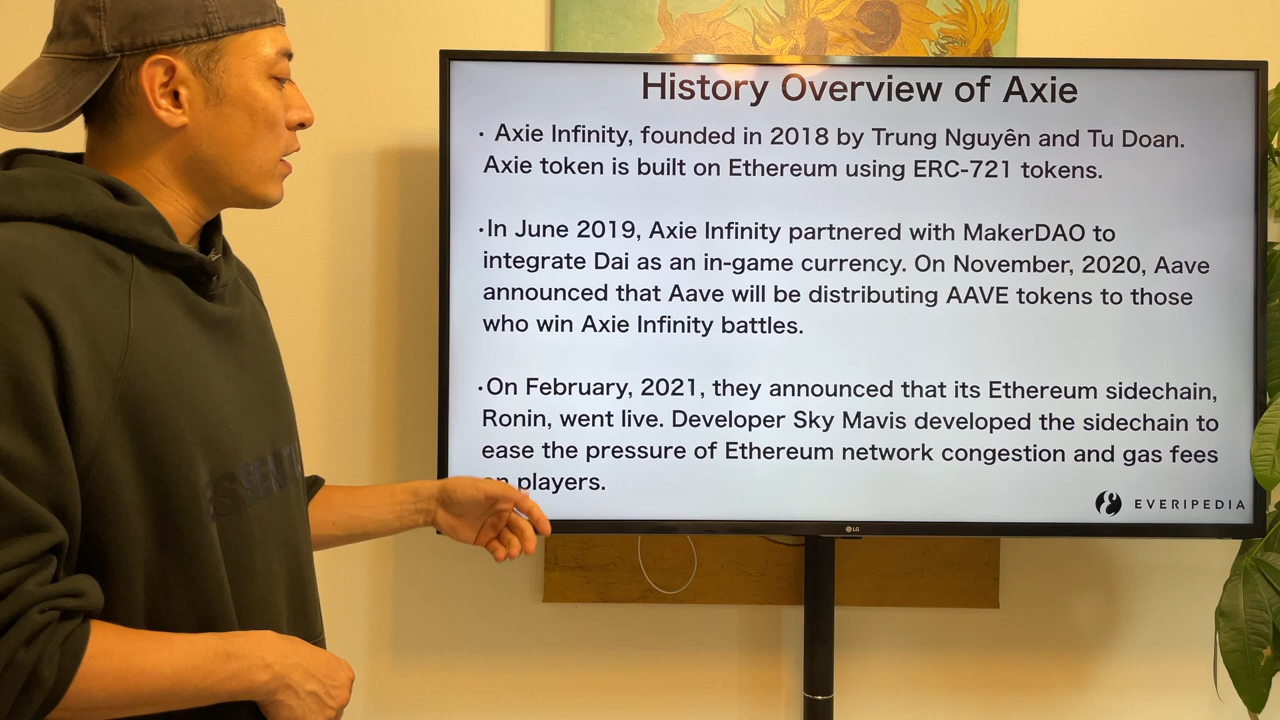 History Overview of Axie
· Axie Infinity, founded in 2018 by Trung Nguyên and Tu Doan.
Axie token is built on Ethereum using ERC-721 tokens.
·In June 2019, Axie Infinity partnered with MakerDAO to
integrate Dai as an in-game currency. On November, 2020, Aave
announced that Aave will be distributing AAVE tokens to those
who win Axie Infinity battles.
·On February, 2021, they announced that its Ethereum sidechain,
Ronin, went live. Developer Sky Mavis developed the sidechain to
ease the pressure of Ethereum network congestion and gas fees
on players.
EVERIPEDIA
LG